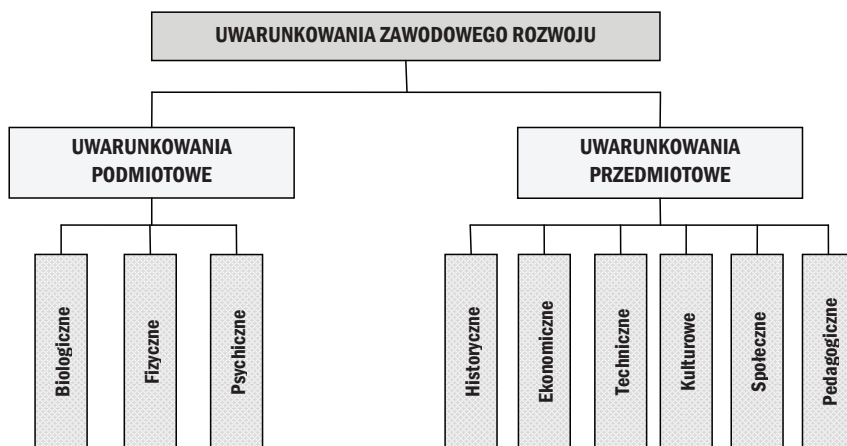 UWARUNKOWANIA ZAWODOWEGO ROZWOJU
UWARUNKOWANIA
PODMIOTOWE
UWARUNKOWANIA
PRZEDMIOTOWE
Biologiczne
Fizyczne
Psychiczne
Historyczne
Ekonomiczne
Techniczne
Kulturowe
Społeczne
Pedagogiczne